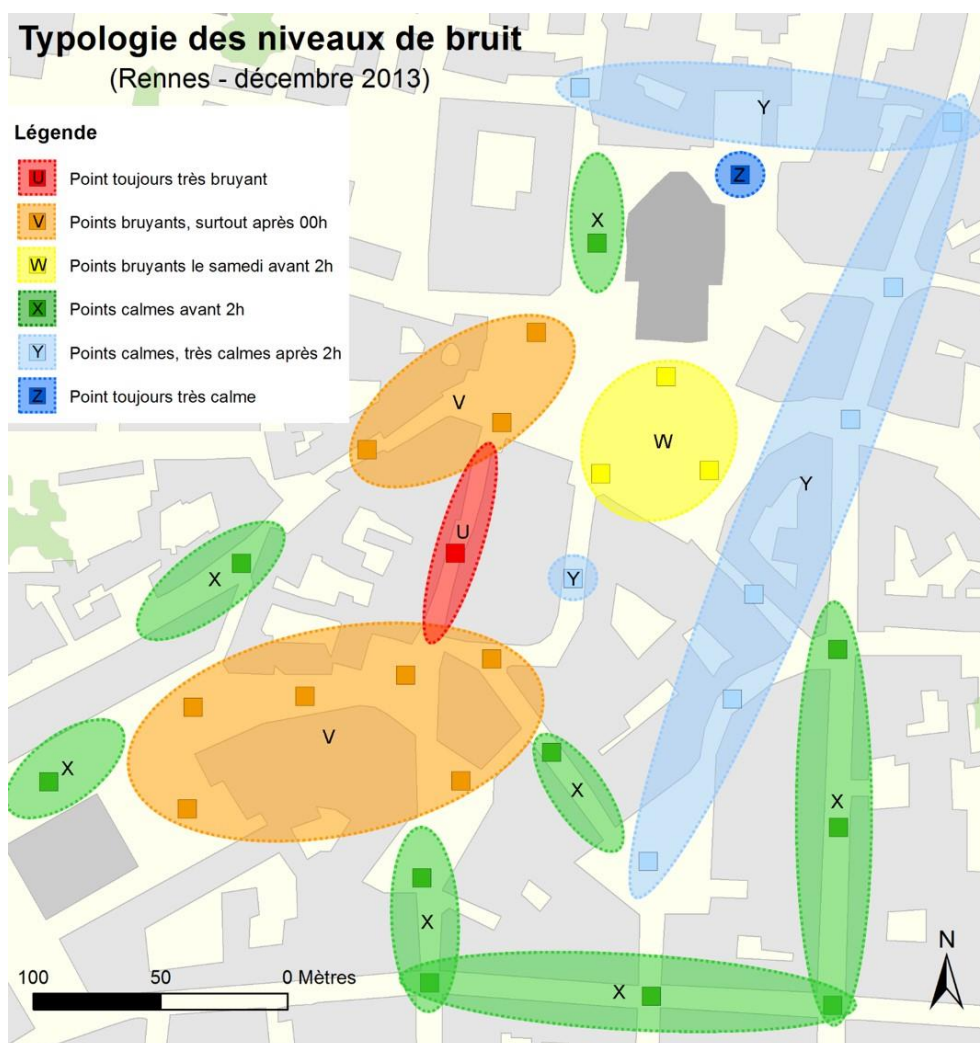 Typologie des niveaux de bruit
(Rennes - décembre 2013)
Légende
U Point toujours très bruyant
V Points bruyants, surtout après 00h
W Points bruyants le samedi avant 2h
X Points calmes avant 2h
Y Points calmes, très calmes après 2h
Z Point toujours très calme
Y
Z
X
V
W
U
Y
X
Y
V
X
X
X
X
X
N
100 50 0 Mètres